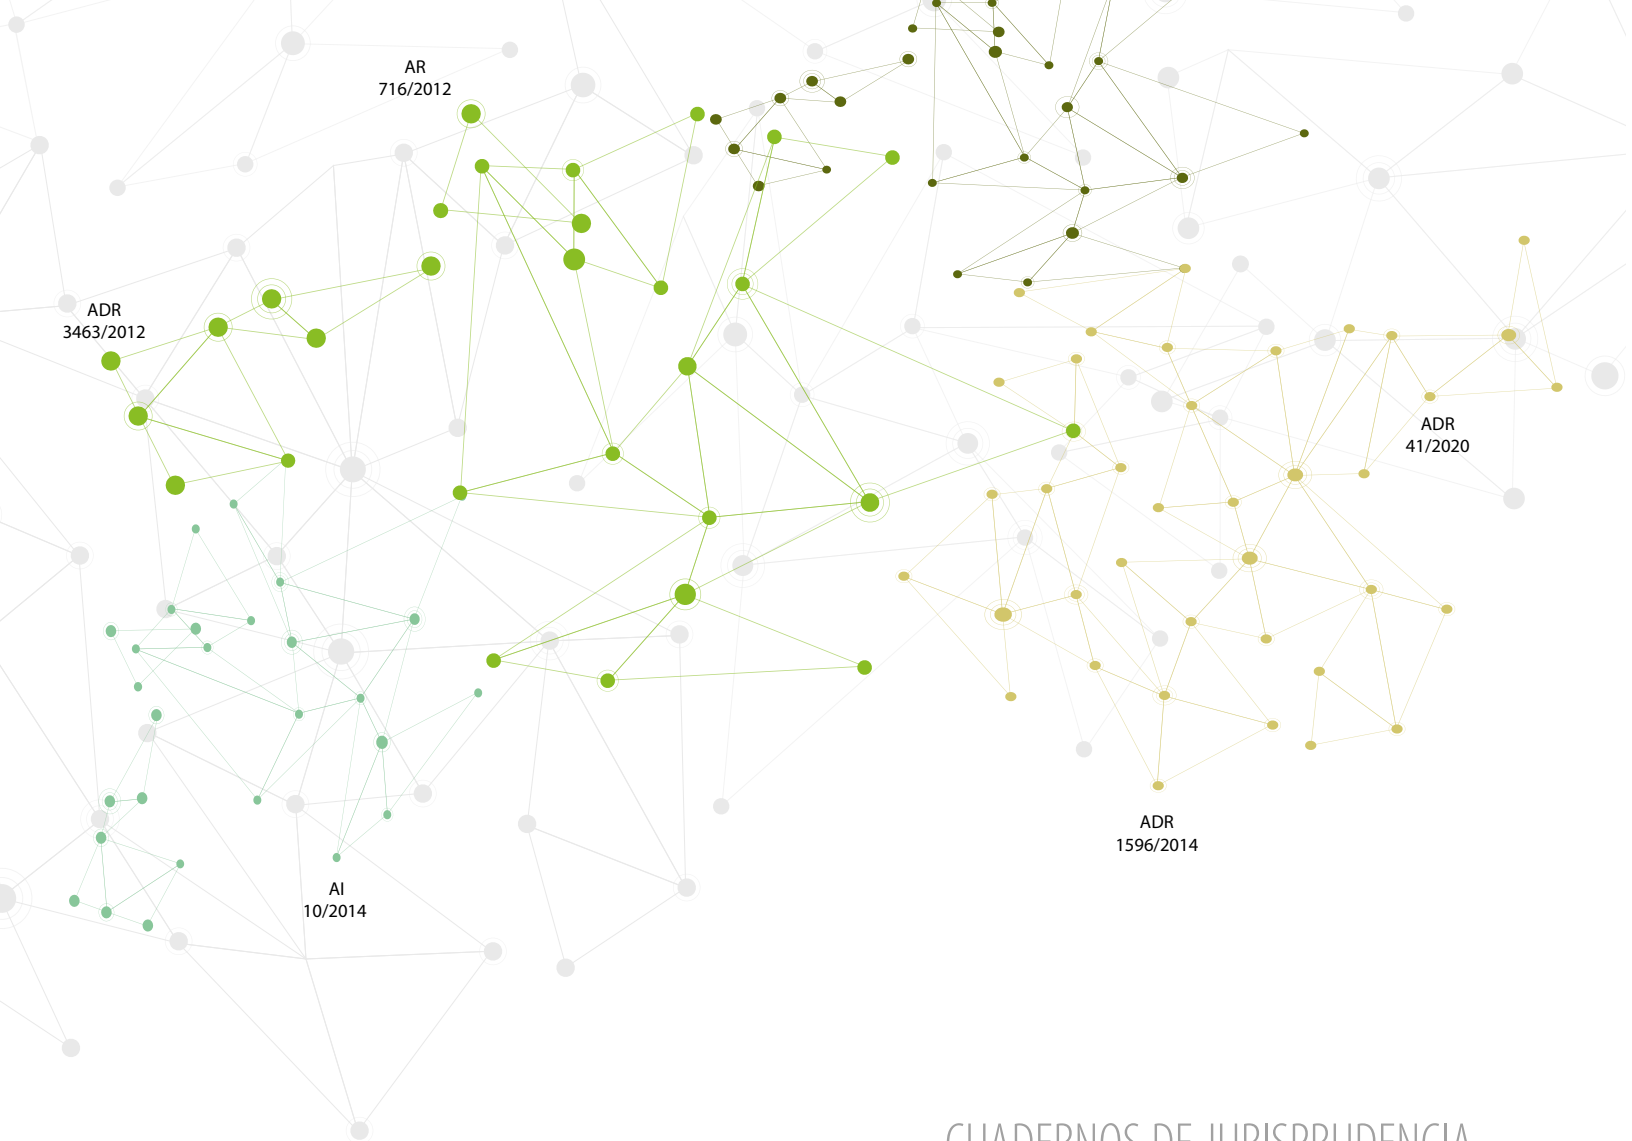 AR
716/2012
ADR
3463/2012
ADR
41/2020
ADR
1596/2014
AI
10/2014
CUADERNOS DE JURISPRUDENCIA